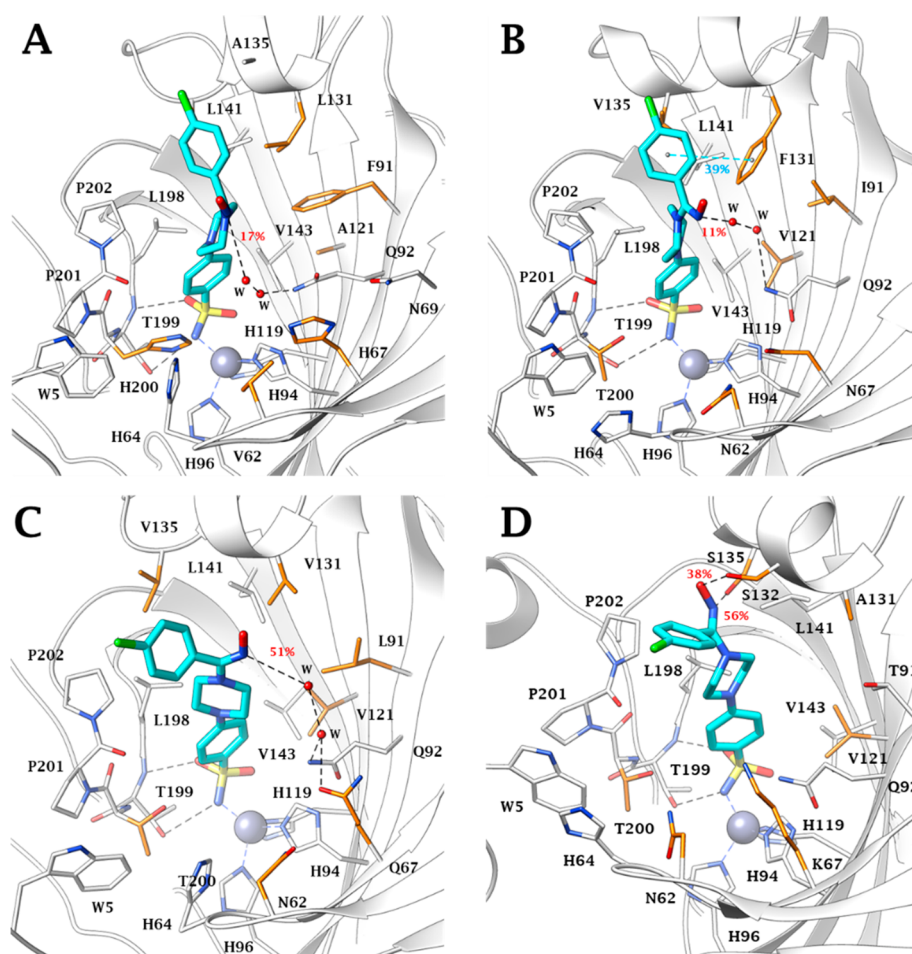 A
A135
L141
L131
F91
P202
L198
17%
V143
A121
Q92
W
W
P201
N69
T199
H119
H67
W5
H200
H94
H64
H96
V62
B
V135
L141
39%
F131
P202
W
W
I91
11%
L198
V121
P201
Q92
V143
T199
H119
W5
T200
H94
N67
H64
H96
N62
C
V135
L141
V131
51%
W
L91
P202
L198
V121
W
V143
Q92
P201
H119
T199
T200
H94
Q67
W5
H64
N62
H96
D
S135
38%
S132
P202
56%
A131
L141
T91
L198
P201
V143
V121
T199
Q92
W5
T200
H119
H64
H94
K67
N62
H96